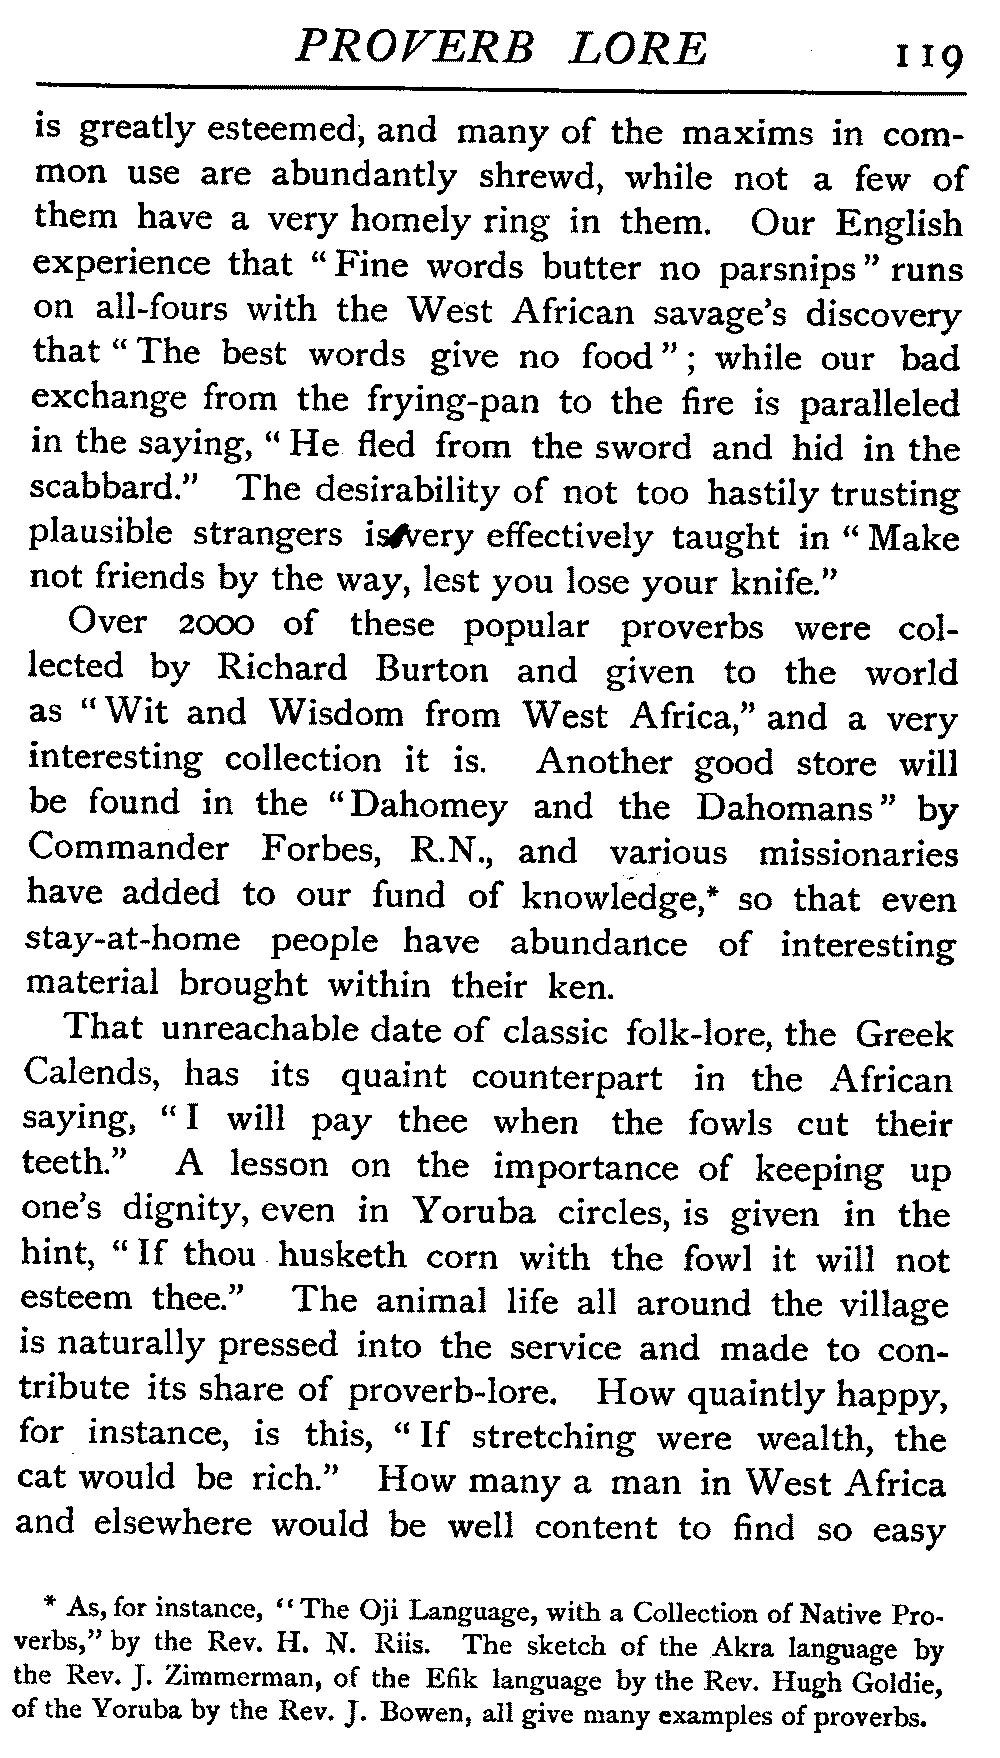 PROVERB LORE 119
is greatly esteemed, and many of the maxims in com-
mon use are abundantly shrewd, while not a few of
them have a very homely ring in them. Our English
experience that "Fine words butter no parsnips" runs
on all-fours with the West African savage's discovery
that "The best words give no food"; while our bad
exchange from the frying-pan to the fire is paralleled
in the saying, "He fled from the sword and hid in the
scabbard." The desirability of not too hastily trusting
plausible strangers is very effectively taught in "Make
not friends by the way, lest you lose your knife."
Over 2000 of these popular proverbs were col-
lected by Richard Burton and given to the world
as "Wit and Wisdom from West Africa," and a very
interesting collection it is. Another good store will
be found in the "Dahomey and the Dahomans" by
Commander Forbes, R.N., and various missionaries
have added to our fund of knowledge,* so that even
stay-at-home people have abundance of interesting
material brought within their ken.
That unreachable date of classic folk-lore, the Greek
Calends, has its quaint counterpart in the African
saying, "I will pay thee when the fowls cut their
teeth." A lesson on the importance of keeping up
one's dignity, even in Yoruba circles, is given in the
hint, "If thou husketh corn with the fowl it will not
esteem thee." The animal life all around the village
is naturally pressed into the service and made to con-
tribute its share of proverb-lore. How quaintly happy,
for instance, is this, "If stretching were wealth, the
cat would be rich." How many a man in West Africa
and elsewhere would be well content to find so easy
* As, for instance, "The Oji Language, with a Collection of Native Pro-
verbs," by the Rev. H. N. Riis. The sketch of the Akra language by
the Rev. J. Zimmerman, of the Efik language by the Rev. Hugh Goldie,
of the Yoruba by the Rev. J. Bowen, all give many examples of proverbs.